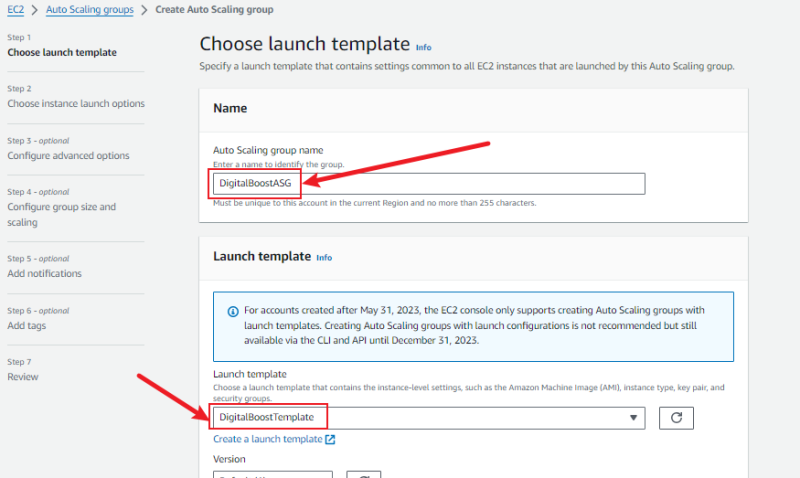 EC2 > Auto Scaling groups > Create Auto Scaling group
Step 1
Choose launch template
Step 2
Choose instance launch options
Step 3 - optional
Configure advanced options
Step 4 - optional
Configure group size and
scaling
Step 5 - optional
Add notifications
Step 6 - optional
Add tags
Step 7
Review
Choose launch template Info
Specify a launch template that contains settings common to all EC2 instances that are launched by this Auto Scaling group.
Name
Auto Scaling group name
Enter a name to identify the group.
DigitalBoostASG
Must be unique to this account in the current Region and no more than 255 characters.
Launch template Info
For accounts created after May 31, 2023, the EC2 console only supports creating Auto Scaling groups with
launch templates. Creating Auto Scaling groups with launch configurations is not recommended but still
available via the CLI and API until December 31, 2023.
Launch template
Choose a launch template that contains the instance-level settings, such as the Amazon Machine Image (AMI), instance type, key pair, and
security groups.
DigitalBoostTemplate
Create a launch template
Version